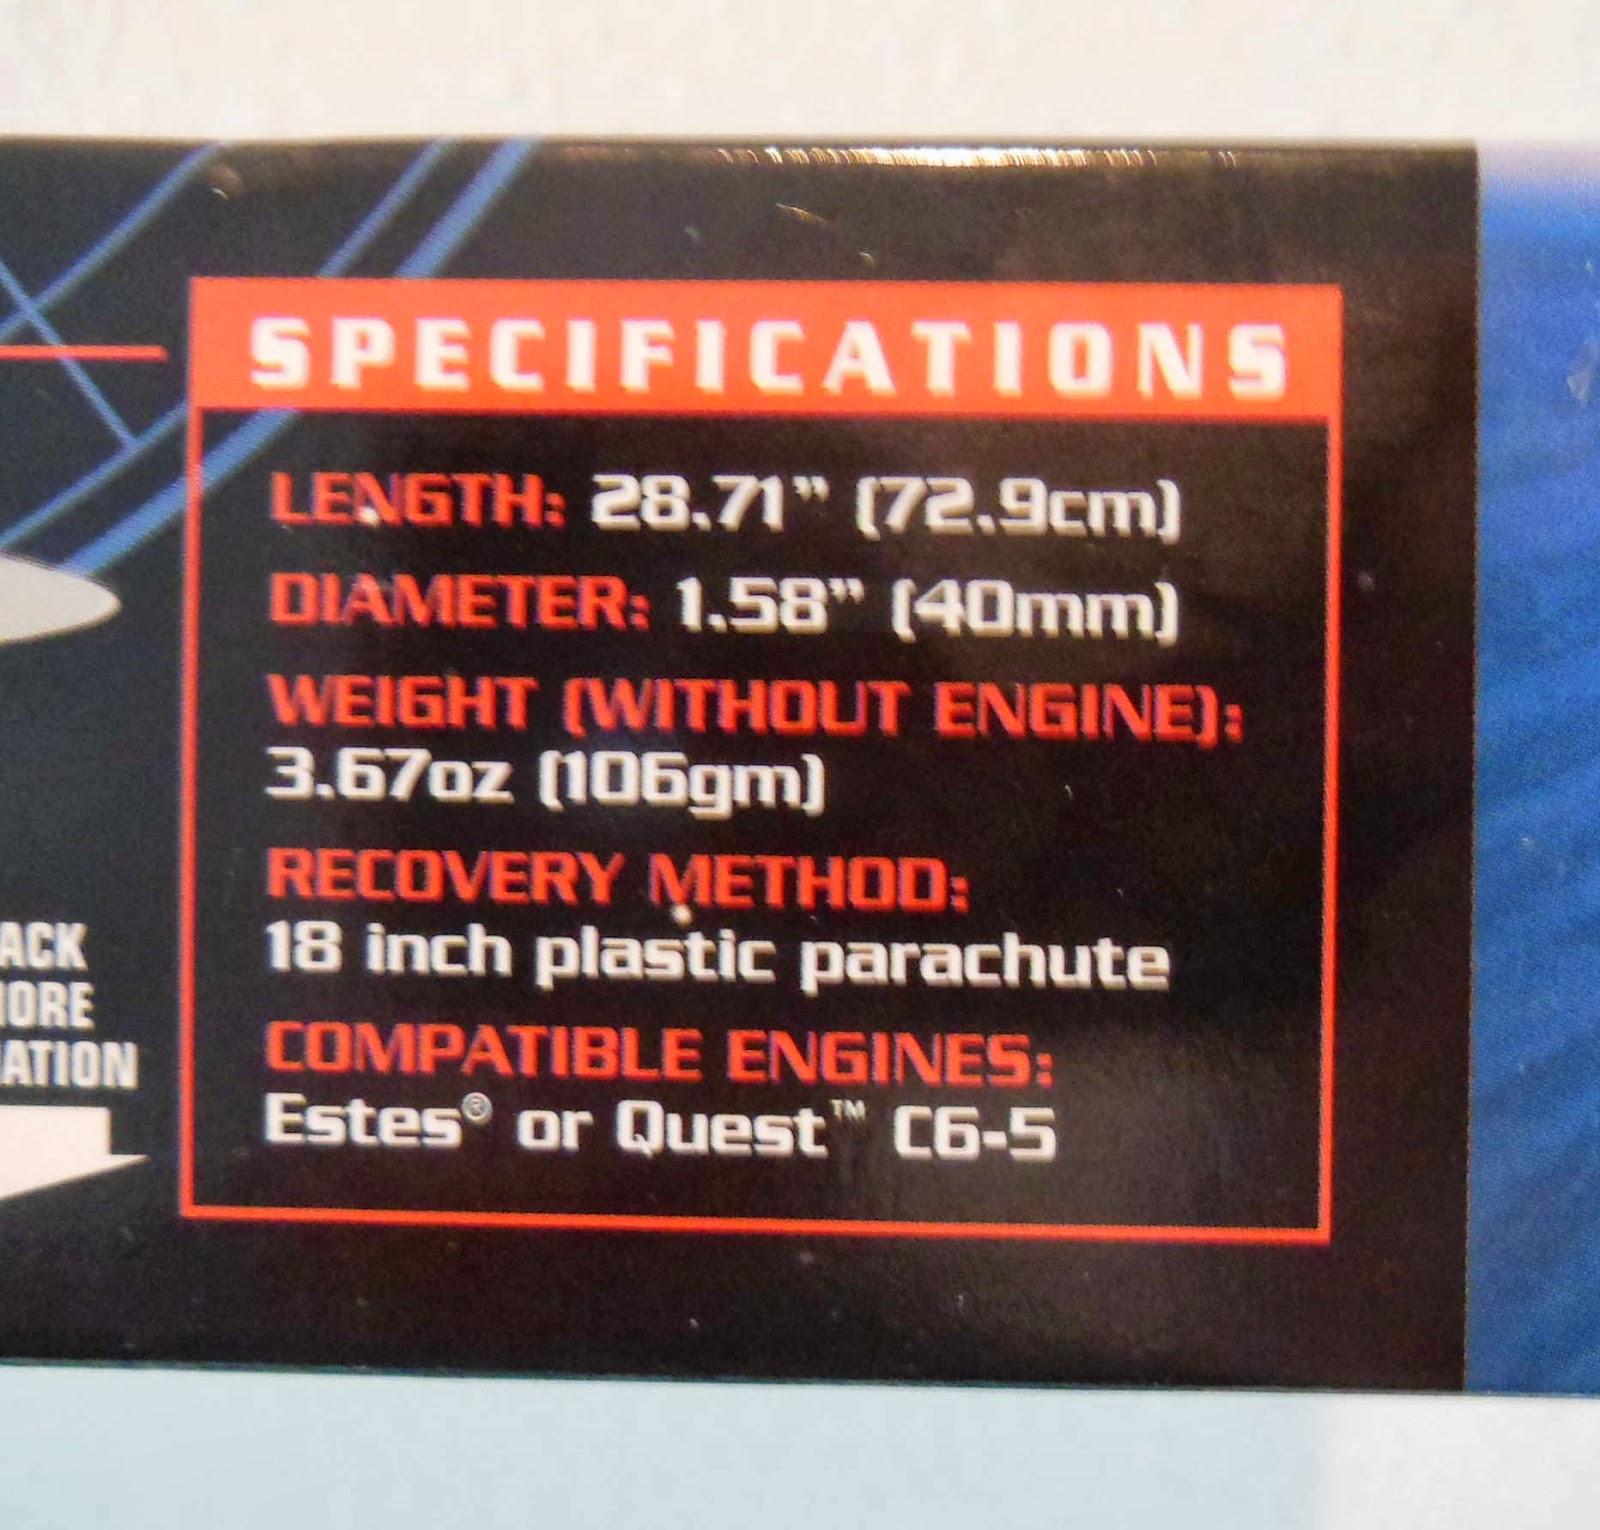 SPECIFICATIONS
LENGTH: 28.71” (72.9cm)
DIAMETER: 1.58” (40mm)
WEIGHT (WITHOUT ENGINE):
3.67oz (106gm)
RECOVERY METHOD:
18 inch plastic parachute
COMPATIBLE ENGINES:
Estes® or Quest™ C6-5